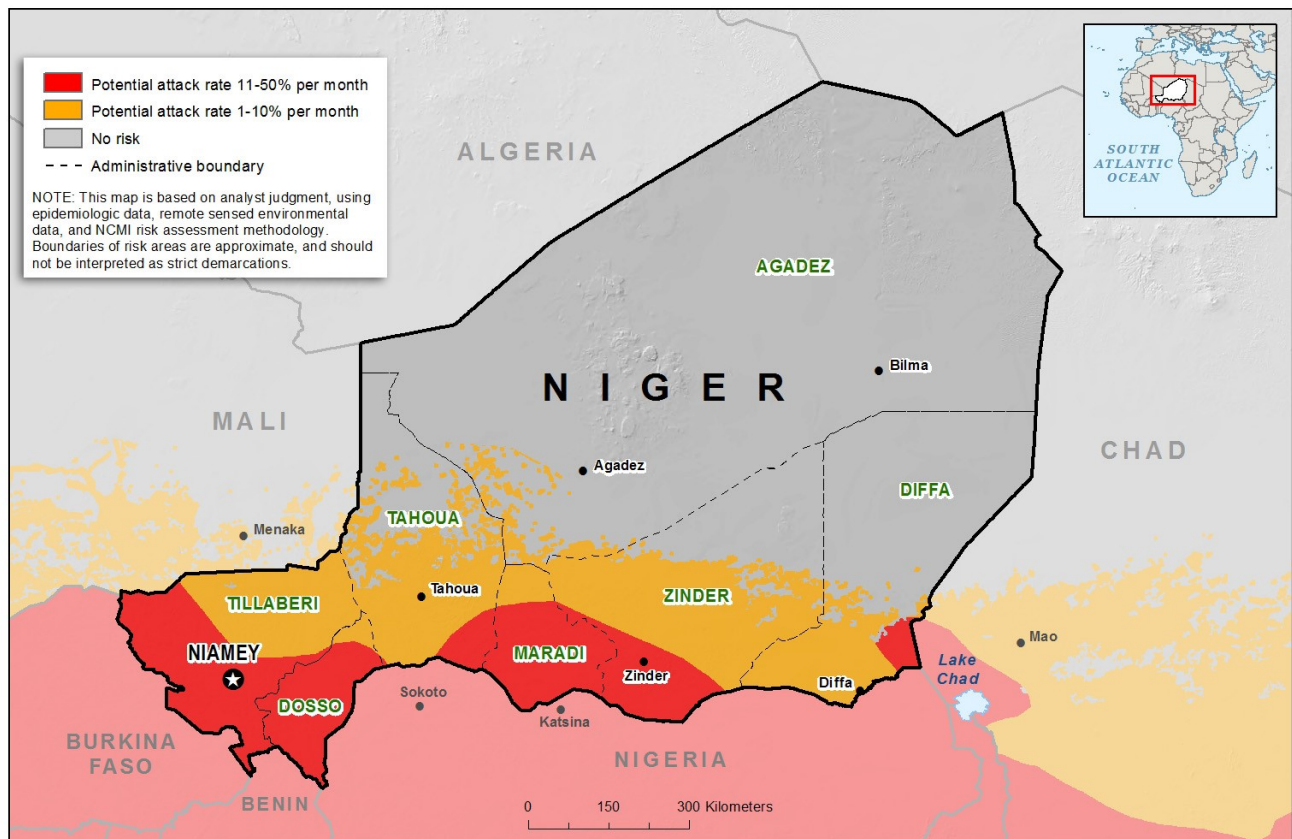 Potential attack rate 11-50% per month
Potential attack rate 1-10% per month
No risk
Administrative boundary
NOTE: This map is based on analyst judgment, using
epidemiologic data, remote sensed environmental
data, and NCMI risk assessment methodology.
Boundaries of risk areas are approximate, and should
not be interpreted as strict demarcations.
SOUTH
ATLANTIC
OCEAN
ALGERIA
AGADEZ
Bilma
NIGER
MALI
CHAD
Agadez
DIFFA
TAHOUA
Menaka
Tahoua
ZINDER
TILLABERI
Mao
NIAMEY
MARADI
Zinder
Lake
Chad
Diffa
DOSSO
Sokoto
Katsina
BURKINA
FASO
NIGERIA
BENIN
0 150 300 Kilometers